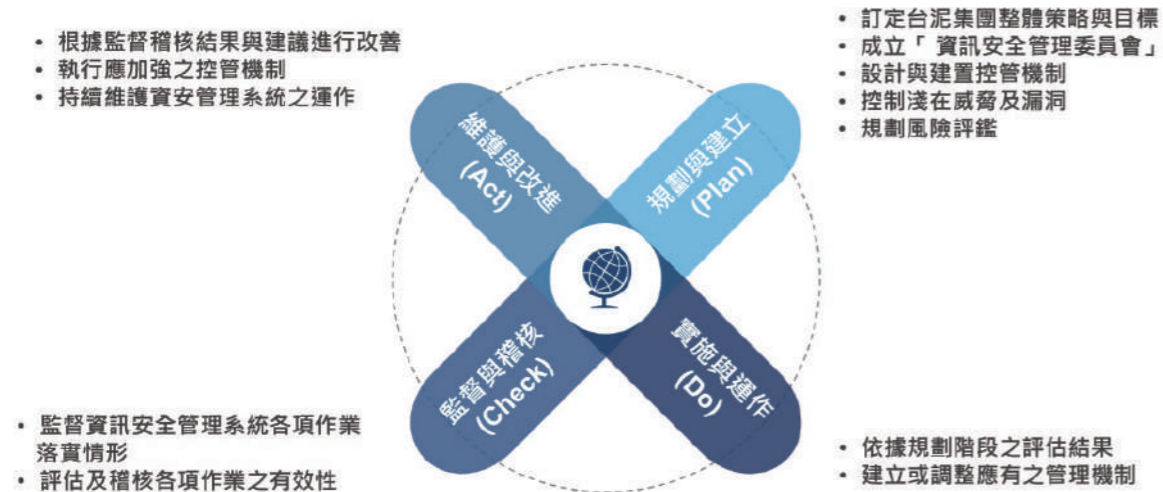 • 根據監督稽核結果與建議進行改善
• 執行應加強之控管機制
• 持續維護資安管理系統之運作
• 訂定台泥集團整體策略與目標
• 成立「 資訊安全管理委員會」
• 設計與建置控管機制
• 控制淺在威脅及漏洞
• 規劃風險評鑑
維護與改進
(Act)
規劃與建立
(Plan)
監督與稽核
(Check)
實施與運作
(Do)
• 監督資訊安全管理系統各項作業
落實情形
• 評估及稽核各項作業之有效性
• 依據規劃階段之評估結果
• 建立或調整應有之管理機制